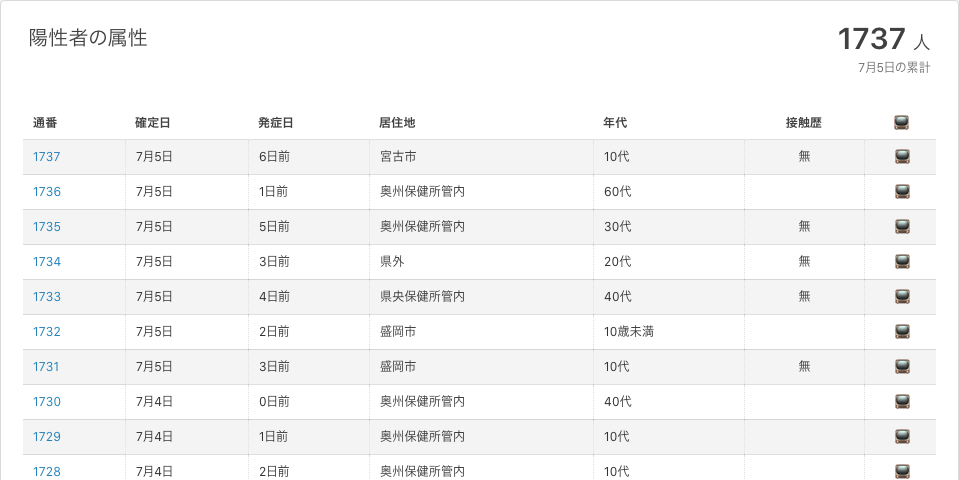 陽性者の属性
1737 人
7月5日の累計
通番 確定日 発症日 居住地 年代 接触歴
1737 7月5日 6日前 宮古市 10代 無
1736 7月5日 1日前 奥州保健所管内 60代
1735 7月5日 5日前 奥州保健所管内 30代 無
1734 7月5日 3日前 県外 20代 無
1733 7月5日 4日前 県央保健所管内 40代 無
1732 7月5日 2日前 盛岡市 10歳未満
1731 7月5日 3日前 盛岡市 10代 無
1730 7月4日 0日前 奥州保健所管内 40代
1729 7月4日 1日前 奥州保健所管内 10代
1728 7月4日 2日前 奥州保健所管内 10代